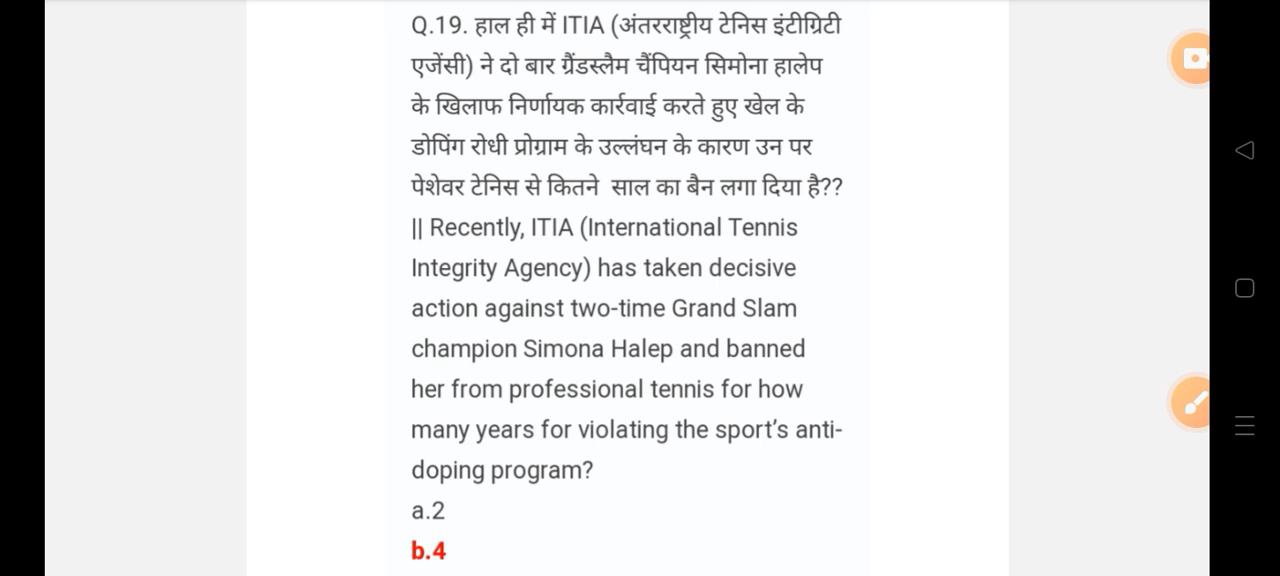 Q.19. हाल ही में ITIA (अंतरराष्ट्रीय टेनिस इंटीग्रिटी
एजेंसी) ने दो बार ग्रैंडस्लैम चैंपियन सिमोना हालेप
के खिलाफ निर्णायक कार्रवाई करते हुए खेल के
डोपिंग रोधी प्रोग्राम के उल्लंघन के कारण उन पर
पेशेवर टेनिस से कितने साल का बैन लगा दिया है??
|| Recently, ITIA (International Tennis
Integrity Agency) has taken decisive
action against two-time Grand Slam
champion Simona Halep and banned
her from professional tennis for how
many years for violating the sport’s anti-
doping program?
a.2
b.4